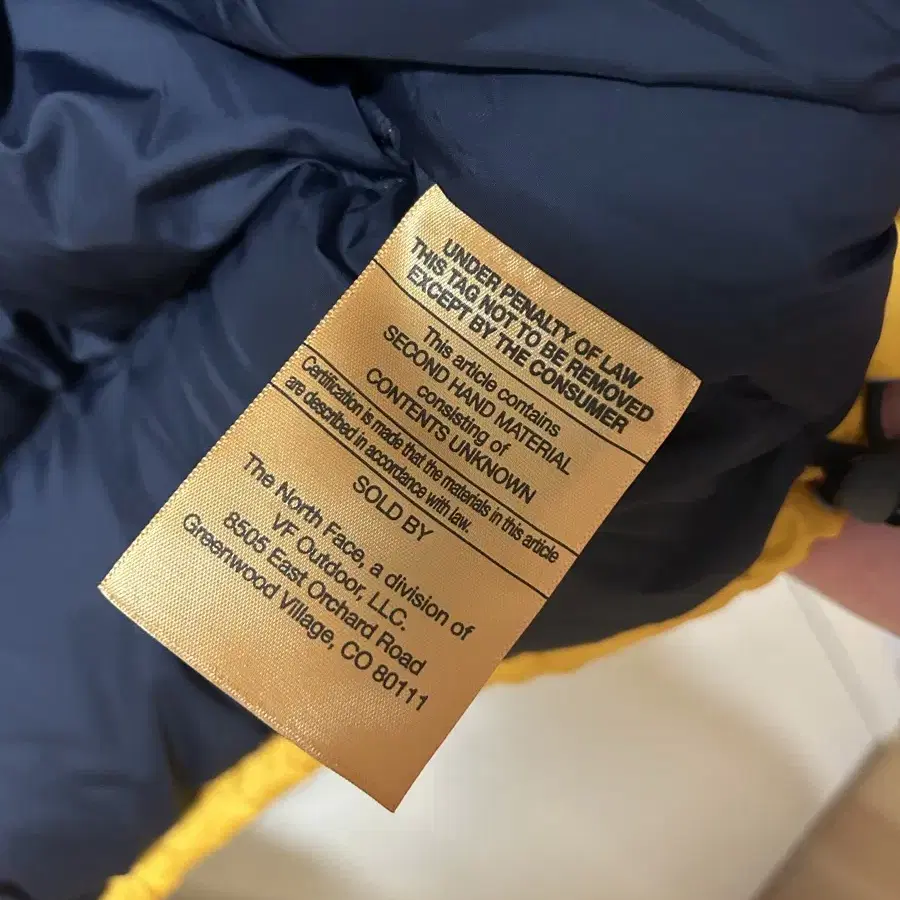 UNDER PENALTY OF LAW
THIS TAG NOT TO BE REMOVED
EXCEPT BY THE CONSUMER
This article contains
SECOND HAND MATERIAL
consisting of
CONTENTS UNKNOWN
Certification is made that the materials in this article
are described in accordance with law.
SOLD BY
The North Face, a division of
VF Outdoor, LLC.
8505 East Orchard Road
Greenwood Village, CO 80111